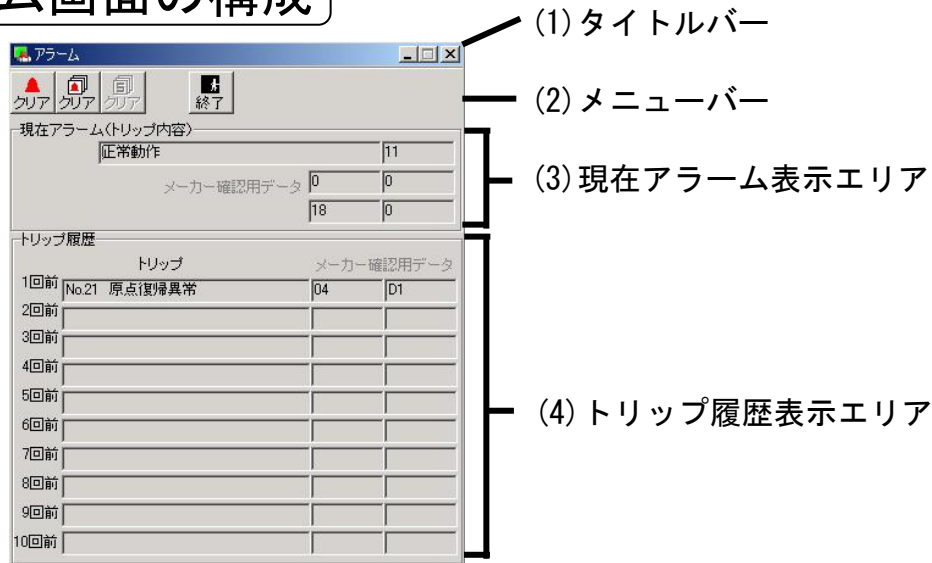 ム画面の構成
(1)タイトルバー
アラーム
クリア クリア クリア 終了
(2)メニューバー
現在アラーム(トリップ内容)
正常動作 11
(3)現在アラーム表示エリア
メーカー確認用データ 0 0
18 0
トリップ履歴
トリップ メーカー確認用データ
1回前 No.21 原点復帰異常 04 D1
2回前
3回前
4回前
5回前
(4)トリップ履歴表示エリア
6回前
7回前
8回前
9回前
10回前